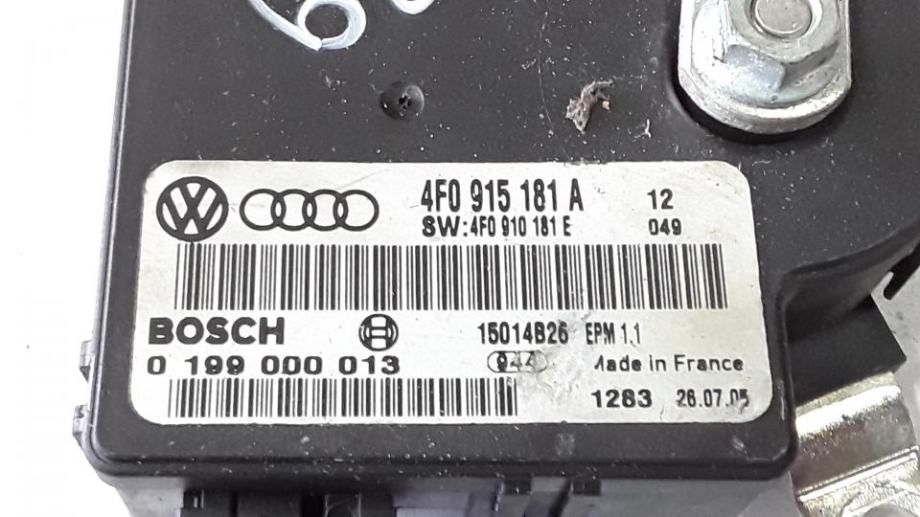 4F0 915 181 A 12
SW:4F0 910 181 E 049
BOSCH 15014B26 EPM 1.1
0 199 000 013 944 Made in France
1283 26.07.05